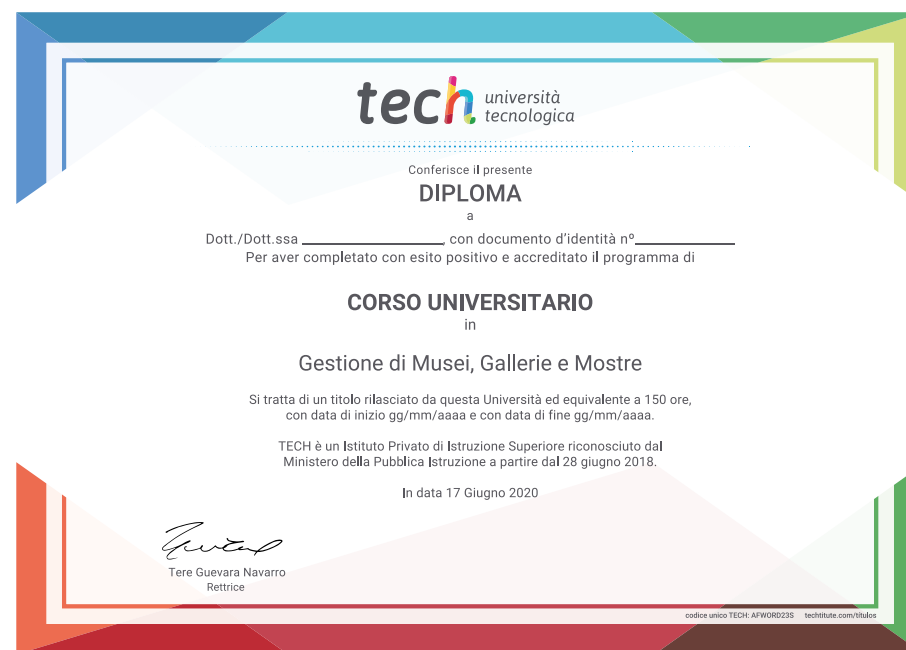 tech università
tecnologica
Conferisce il presente
DIPLOMA
a
Dott./Dott.ssa ____________________, con documento d'identità nº______________
Per aver completato con esito positivo e accreditato il programma di
CORSO UNIVERSITARIO
in
Gestione di Musei, Gallerie e Mostre
Si tratta di un titolo rilasciato da questa Università ed equivalente a 150 ore,
con data di inizio gg/mm/aaaa e con data di fine gg/mm/aaaa.
TECH è un Istituto Privato di Istruzione Superiore riconosciuto dal
Ministero della Pubblica Istruzione a partire dal 28 giugno 2018.
In data 17 Giugno 2020
Tere Guevara Navarro
Rettrice
codice unico TECH: AFWORD23S techtitute.com/titulos